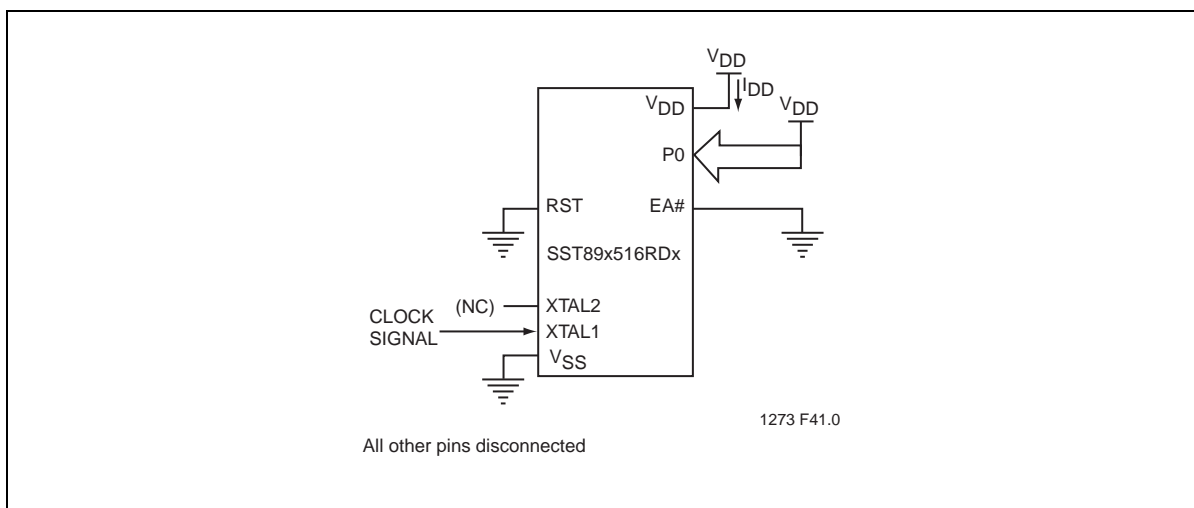 VDD
IDD
VDD
VDD
P0
RST
EA#
SST89x516RDx
(NC)
XTAL2
CLOCK
SIGNAL
XTAL1
VSS
1273 F41.0
All other pins disconnected